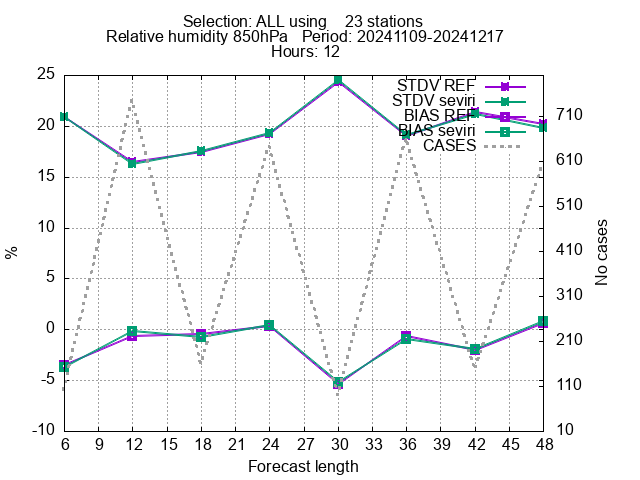 Selection: ALL using 23 stations
Relative humidity 850hPa Period: 20241109-20241217
Hours: 12
STDV REF
STDV seviri
BIAS REF
BIAS seviri
CASES
25
20
15
10
5
0
-5
-10
%
710
610
510
410
310
210
110
10
No cases
6 9 12 15 18 21 24 27 30 33 36 39 42 45 48
Forecast length